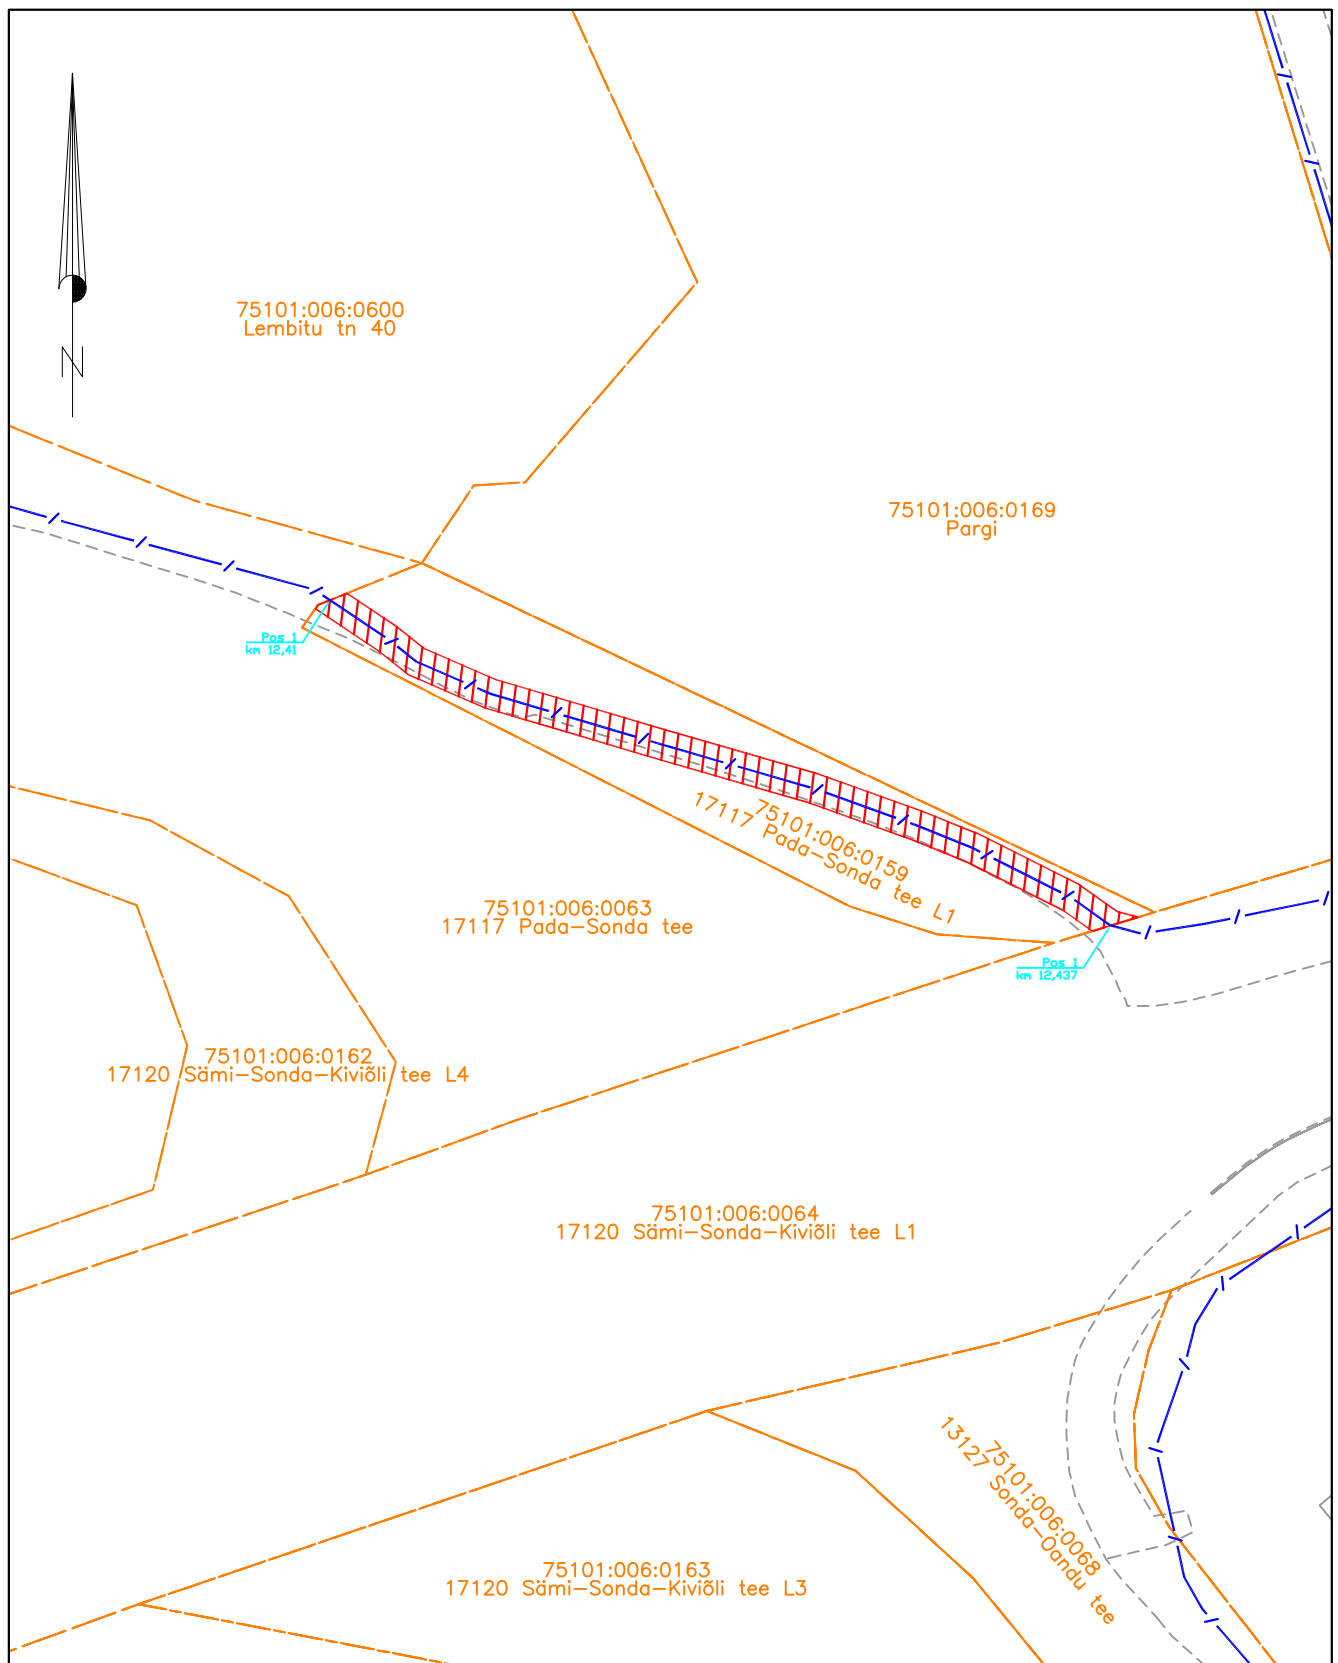 N
75101:006:0600
Lembitu tn 40
75101:006:0169
Pargi
Pos 1
km 12,41
75101:006:0159
17117 Pada-Sonda tee L1
75101:006:0063
17117 Pada-Sonda tee
Pos 1
km 12,437
75101:006:0162
17120 Sämi-Sonda-Kiviõli tee L4
75101:006:0064
17120 Sämi-Sonda-Kiviõli tee L1
75101:006:0068
13127 Sonda-Oandu tee
75101:006:0163
17120 Sämi-Sonda-Kiviõli tee L3